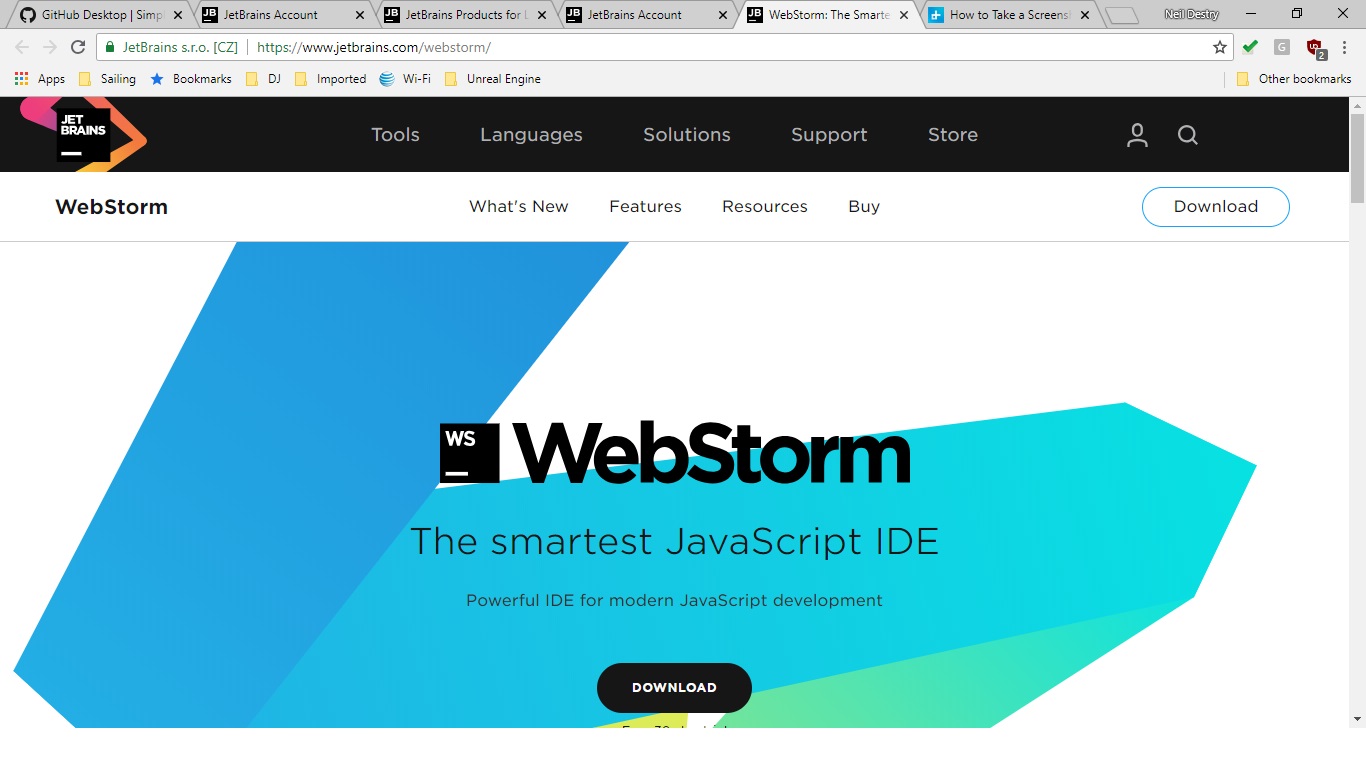 GitHub Desktop | Simpl
JetBrains Account
JetBrains Products for L
JetBrains Account
WebStorm: The Smarte
How to Take a Screensh
Neil Destry
JetBrains s.r.o. [CZ]
https://www.jetbrains.com/webstorm/
G
2
Apps
Sailing
Bookmarks
DJ
Imported
Wi-Fi
Unreal Engine
Other bookmarks
JET
BRAINS
Tools
Languages
Solutions
Support
Store
WebStorm
What's New
Features
Resources
Buy
Download
WS
WebStorm
The smartest JavaScript IDE
Powerful IDE for modern JavaScript development
DOWNLOAD